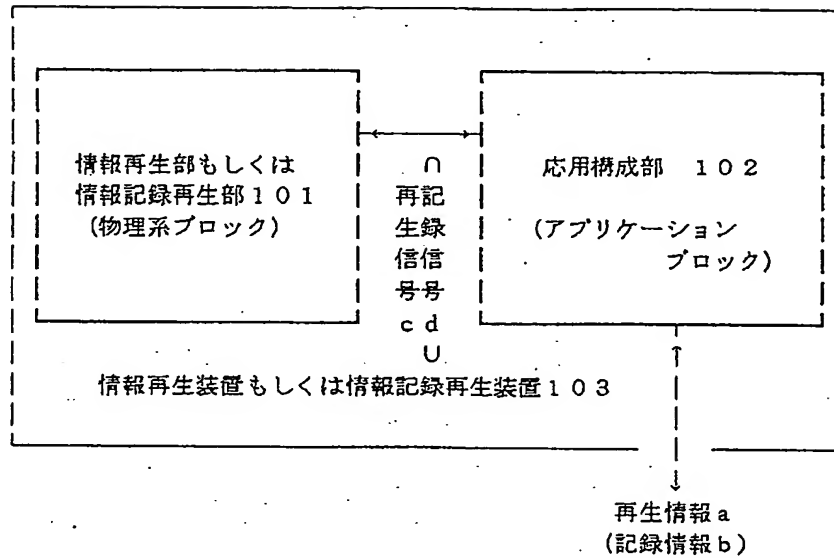 情報再生部もしくは
情報記録再生部101
(物理系ブロック)
再生信号c
(記録信号d)
応用構成部 102
(アプリケーション
ブロック)
情報再生装置もしくは情報記録再生装置103
再生情報a
(記録情報b)